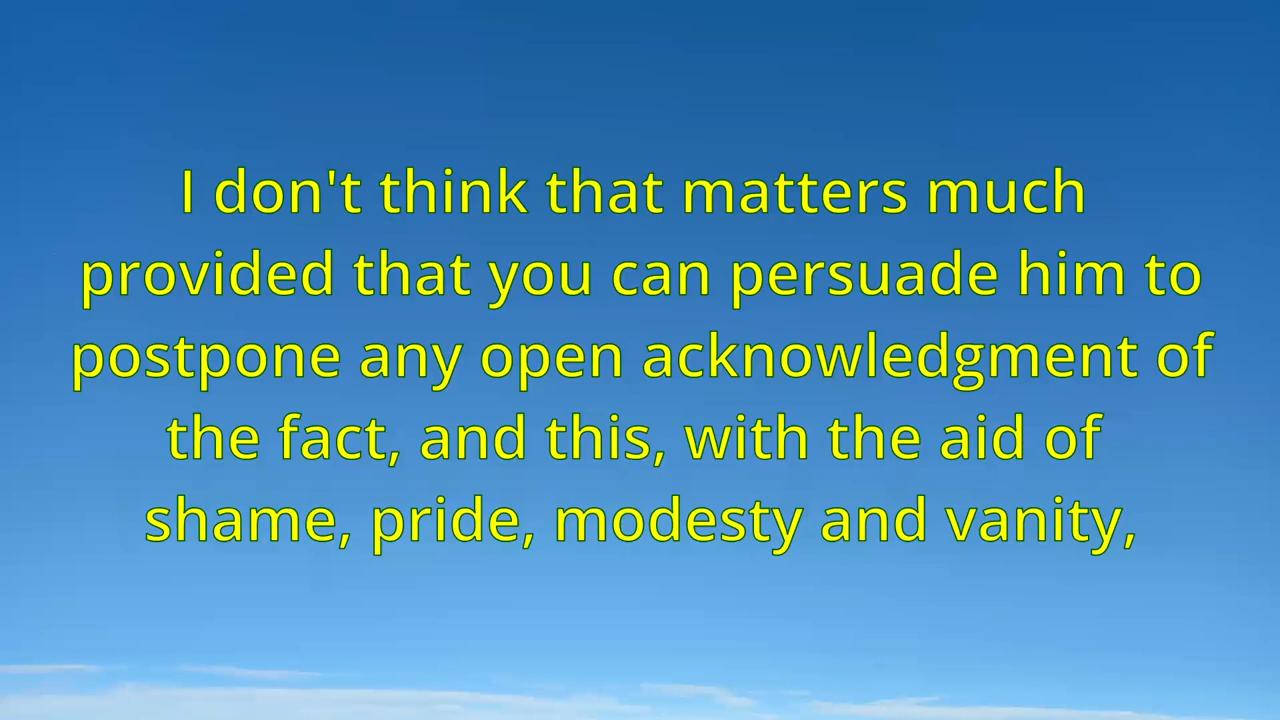 I don't think that matters much
provided that you can persuade him to
postpone any open acknowledgment of
the fact, and this, with the aid of
shame, pride, modesty and vanity,